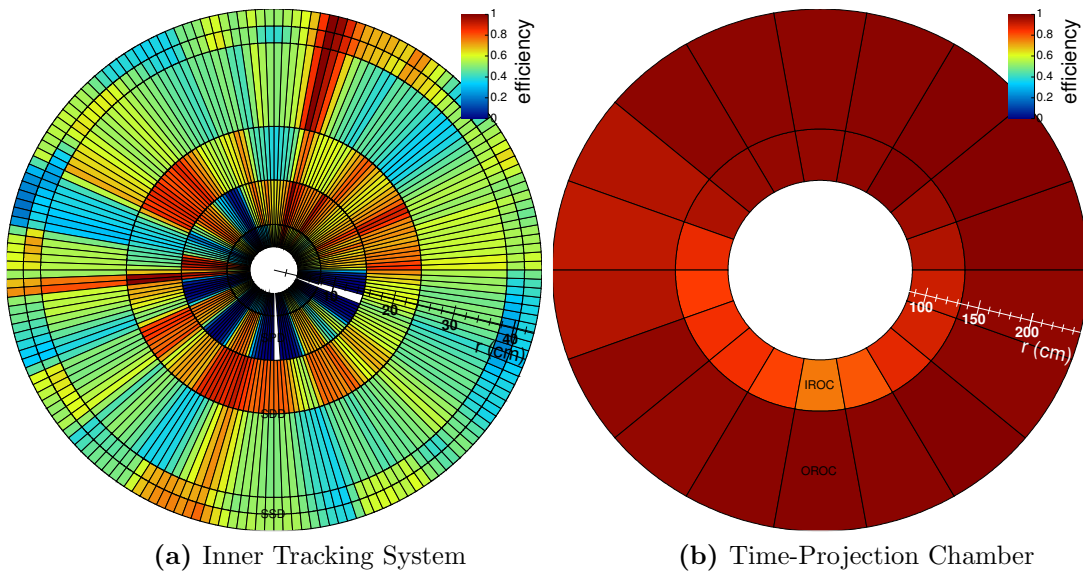 1
0.8
0.6
0.4
0.2
0
efficiency
20
30
40
r (cm)
SDD
SSD
1
0.8
0.6
0.4
0.2
0
efficiency
100
150
200
r (cm)
IROC
OROC
(a) Inner Tracking System
(b) Time-Projection Chamber